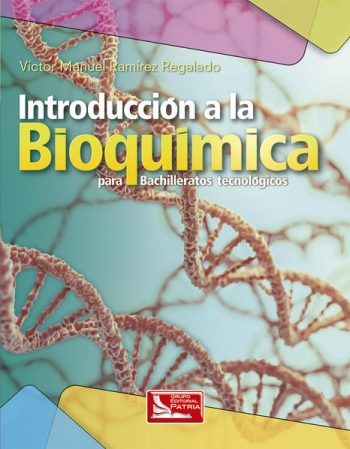 Víctor Manuel Ramírez Regalado
Introducción a la
Bioquímica
para Bachilleratos tecnológicos
GRUPO
EDITORIAL
PATRIA